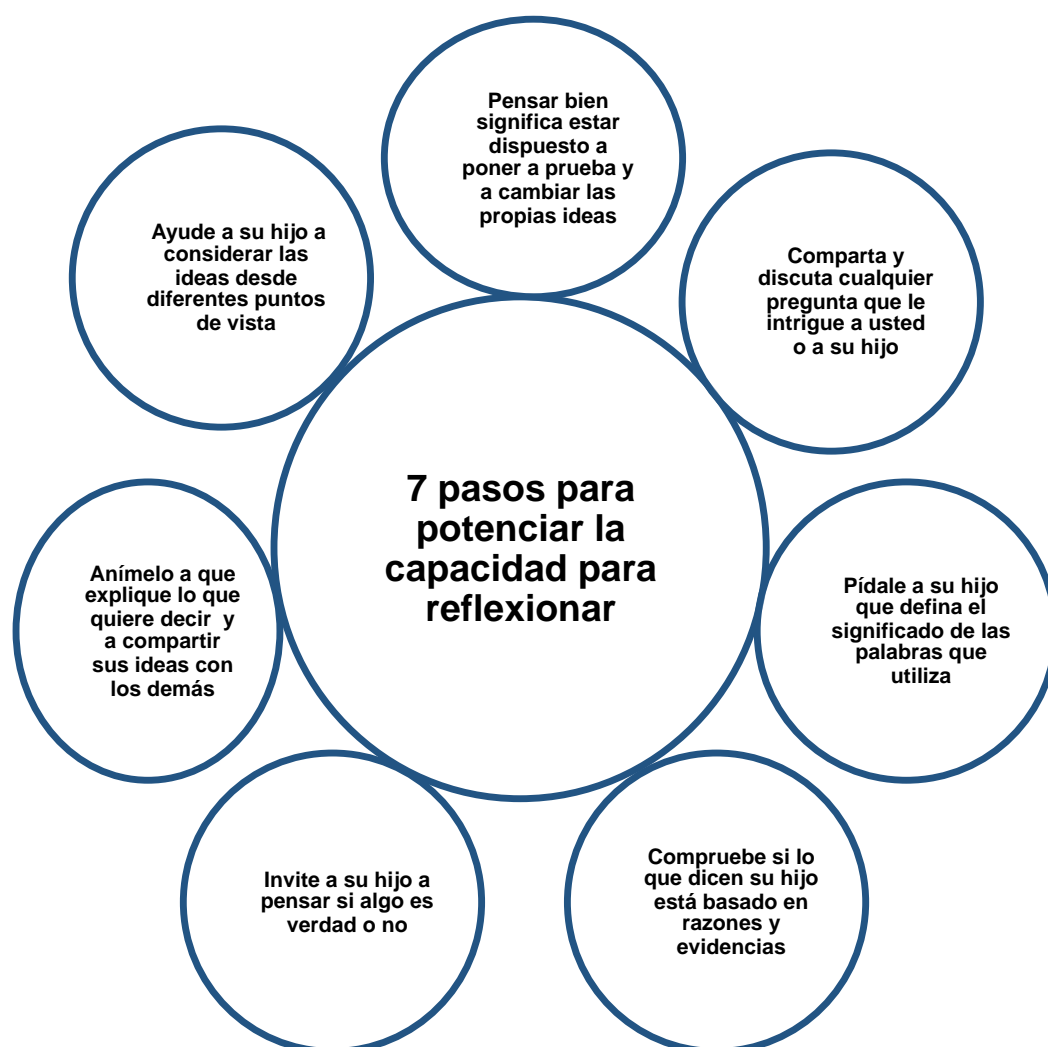 Pensar bien
significa estar
dispuesto a
poner a prueba y
a cambiar las
propias ideas
Comparta y
discuta cualquier
pregunta que le
intrigue a usted
o a su hijo
Pídale a su hijo
que defina el
significado de las
palabras que
utiliza
Compruebe si lo
que dicen su hijo
está basado en
razones y
evidencias
Invite a su hijo a
pensar si algo es
verdad o no
Anímelo a que
explique lo que
quiere decir y
a compartir
sus ideas con
los demás
Ayude a su hijo a
considerar las
ideas desde
diferentes puntos
de vista
7 pasos para
potenciar la
capacidad para
reflexionar